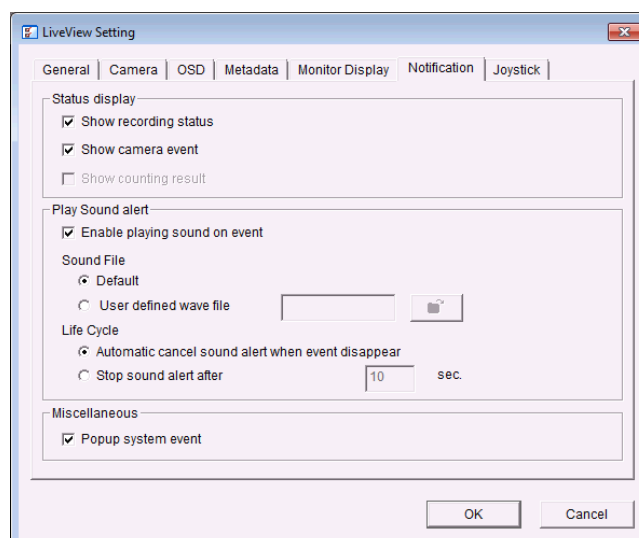 LiveView Setting
General Camera OSD Metadata Monitor Display Notification Joystick
Status display
Show recording status
Show camera event
Show counting result
Play Sound alert
Enable playing sound on event
Sound File
Default
User defined wave file
Life Cycle
Automatic cancel sound alert when event disappear
Stop sound alert after 10 sec.
Miscellaneous
Popup system event
OK Cancel